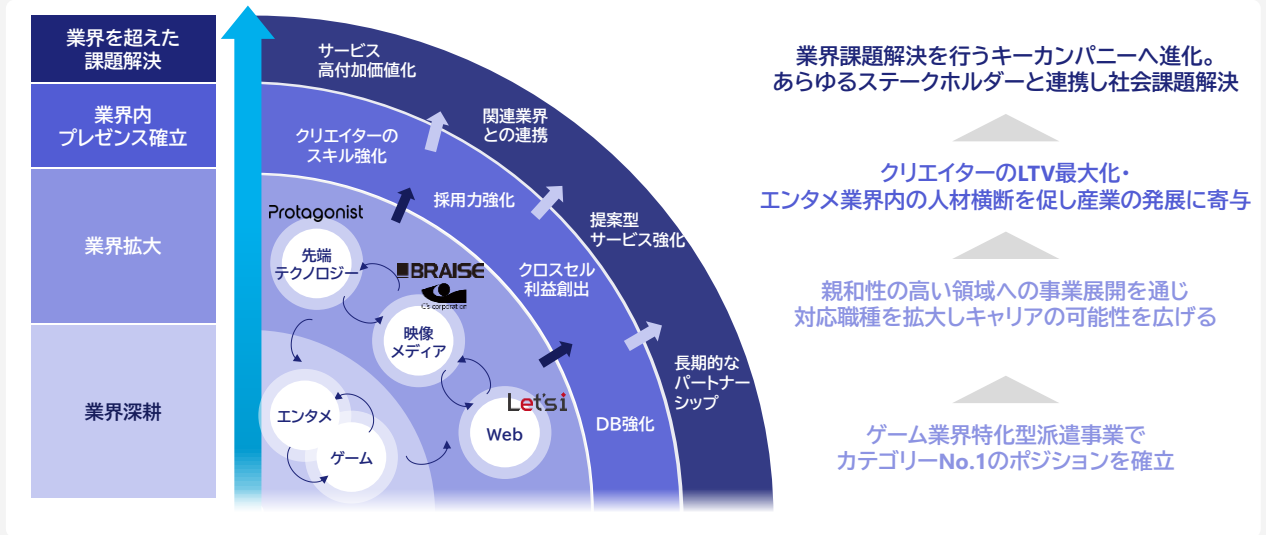 業界を超えた
課題解決
業界内
プレゼンス確立
業界拡大
業界深耕
サービス
高付加価値化
関連業界
との連携
提案型
サービス強化
長期的な
パートナー
シップ
クリエイターの
スキル強化
採用力強化
クロスセル
利益創出
DB強化
Protagonist
先端
テクノロジー
BRAISE
C's corporation
映像
メディア
Let'si
Web
エンタメ
ゲーム
業界課題解決を行うキーカンパニーへ進化。
あらゆるステークホルダーと連携し社会課題解決
クリエイターのLTV最大化・
エンタメ業界内の人材横断を促し産業の発展に寄与
親和性の高い領域への事業展開を通じ
対応職種を拡大しキャリアの可能性を広げる
ゲーム業界特化型派遣事業で
カテゴリーNo.1のポジションを確立